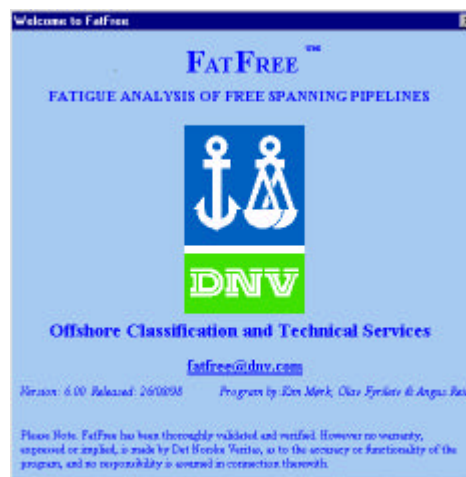 Welcome to FatFree
FATFREE ™
FATIGUE ANALYSIS OF FREE SPANNING PIPELINES
DNV
Offshore Classification and Technical Services
fatfree@dnv.com
Version: 6.00 Released: 26/08/98 Program by Kim Mørk, Olav Fyrileiv & Angus
Please Note. FatFree has been thoroughly validated and verified. However no warranty,
expressed or implied, is made by Det Norske Veritas, as to the accuracy or functionality of the
program, and no responsibility is assumed in connection therewith.